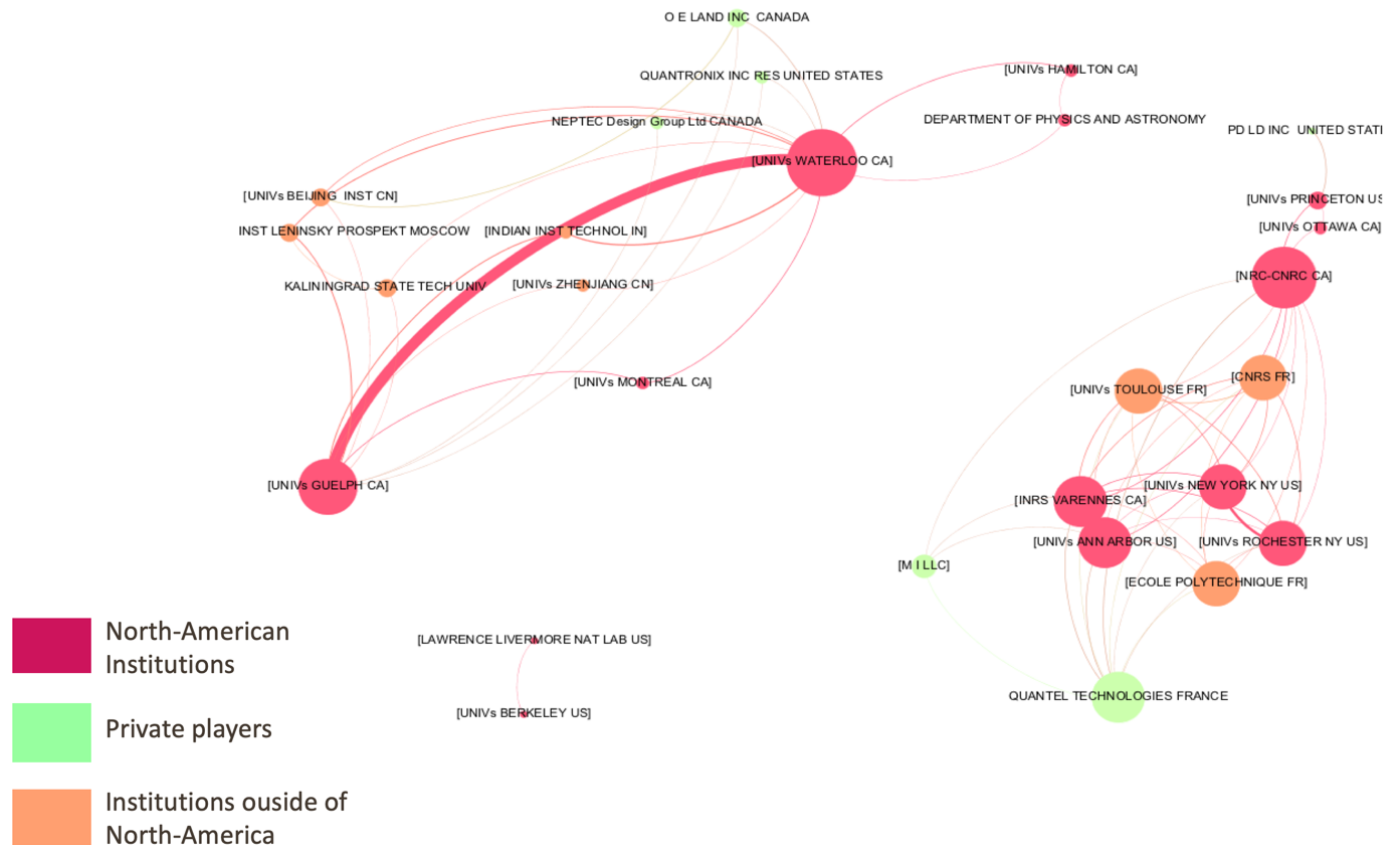 O E LAND INC  CANADA
QUANTRONIX INC RES UNITED STATES
[UNIVs HAMILTON CA]
NEPTEC Design Group Ltd CANADA
DEPARTMENT OF PHYSICS AND ASTRONOMY
PD LD INC  UNITED STATI
[UNIVs WATERLOO CA]
[UNIVs BEIJING  INST CN]
[UNIVs PRINCETON US
INST LENINSKY PROSPEKT MOSCOW
[INDIAN INST TECHNOL IN]
[UNIVs OTTAWA CA]
[NRC-CNRC CA]
KALININGRAD STATE TECH UNIV
[UNIVs ZHENJIANG CN]
[UNIVs MONTREAL CA]
[UNIVs TOULOUSE FR]
[CNRS FR]
[UNIVs GUELPH CA]
[INRS VARENNES CA]
[UNIVs NEW YORK NY US]
[UNIVs ANN ARBOR US]
[UNIVs ROCHESTER NY US]
[M I LLC]
[ECOLE POLYTECHNIQUE FR]
[LAWRENCE LIVERMORE NAT LAB US]
[UNIVs BERKELEY US]
QUANTEL TECHNOLOGIES FRANCE
North-American
Institutions
Private players
Institutions ouside of
North-America